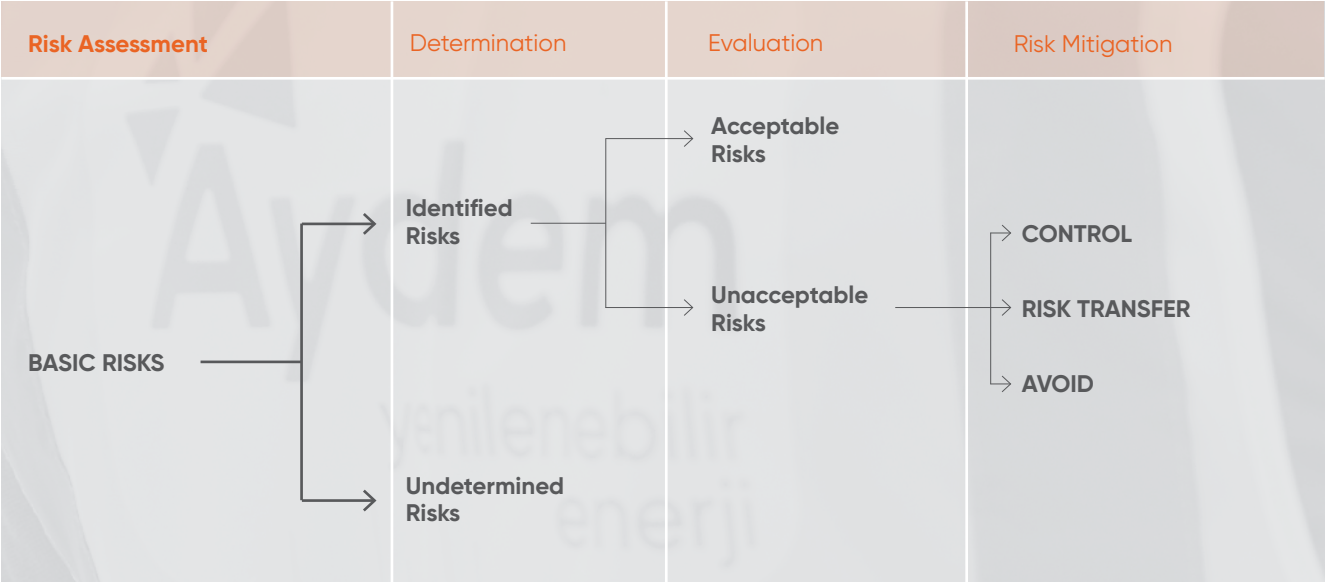 Risk Assessment
Determination
Evaluation
Risk Mitigation
Acceptable
Risks
Identified
Risks
CONTROL
Unacceptable
Risks
RISK TRANSFER
BASIC RISKS
AVOID
Undetermined
Risks
Aydem
yenilenebilir
enerji